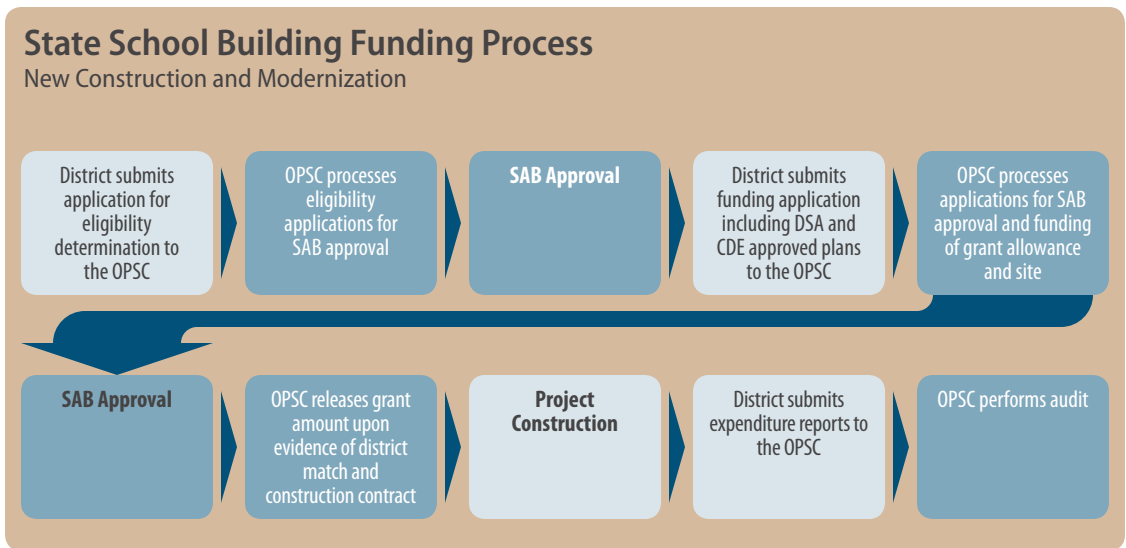 State School Building Funding Process
New Construction and Modernization
District submits
application for
eligibility
determination to
the OPSC
OPSC processes
eligibility
applications for
SAB approval
SAB Approval
District submits
funding application
including DSA and
CDE approved plans
to the OPSC
OPSC processes
applications for SAB
approval and funding
of grant allowance
and site
SAB Approval
OPSC releases grant
amount upon
evidence of district
match and
construction contract
Project
Construction
District submits
expenditure reports to
the OPSC
OPSC performs audit